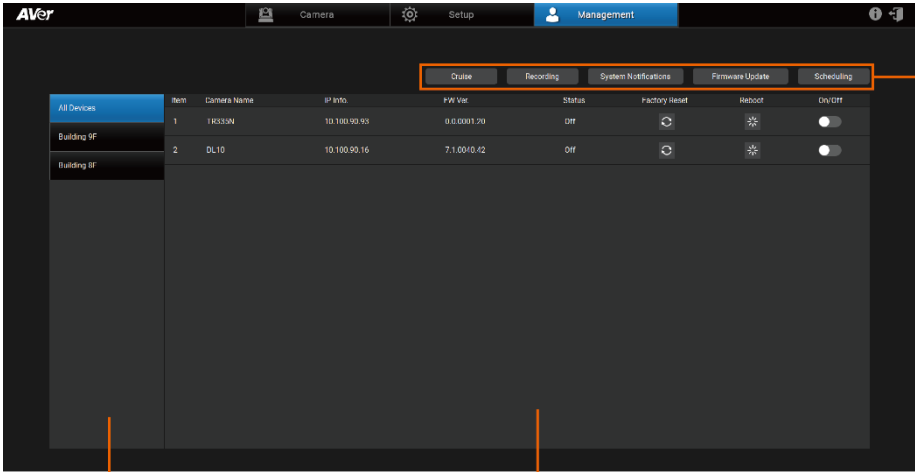 AVer
Camera
Setup
Management
Cruise
Recording
System Notifications
Firmware Update
Scheduling
All Devices
Building 9F
Building 8F
Item Camera Name IP Info. FW Ver. Status Factory Reset Reboot On/Off
1 TR335N 10.100.90.93 0.0.0001.20 Off
2 DL10 10.100.90.16 7.1.0040.42 Off